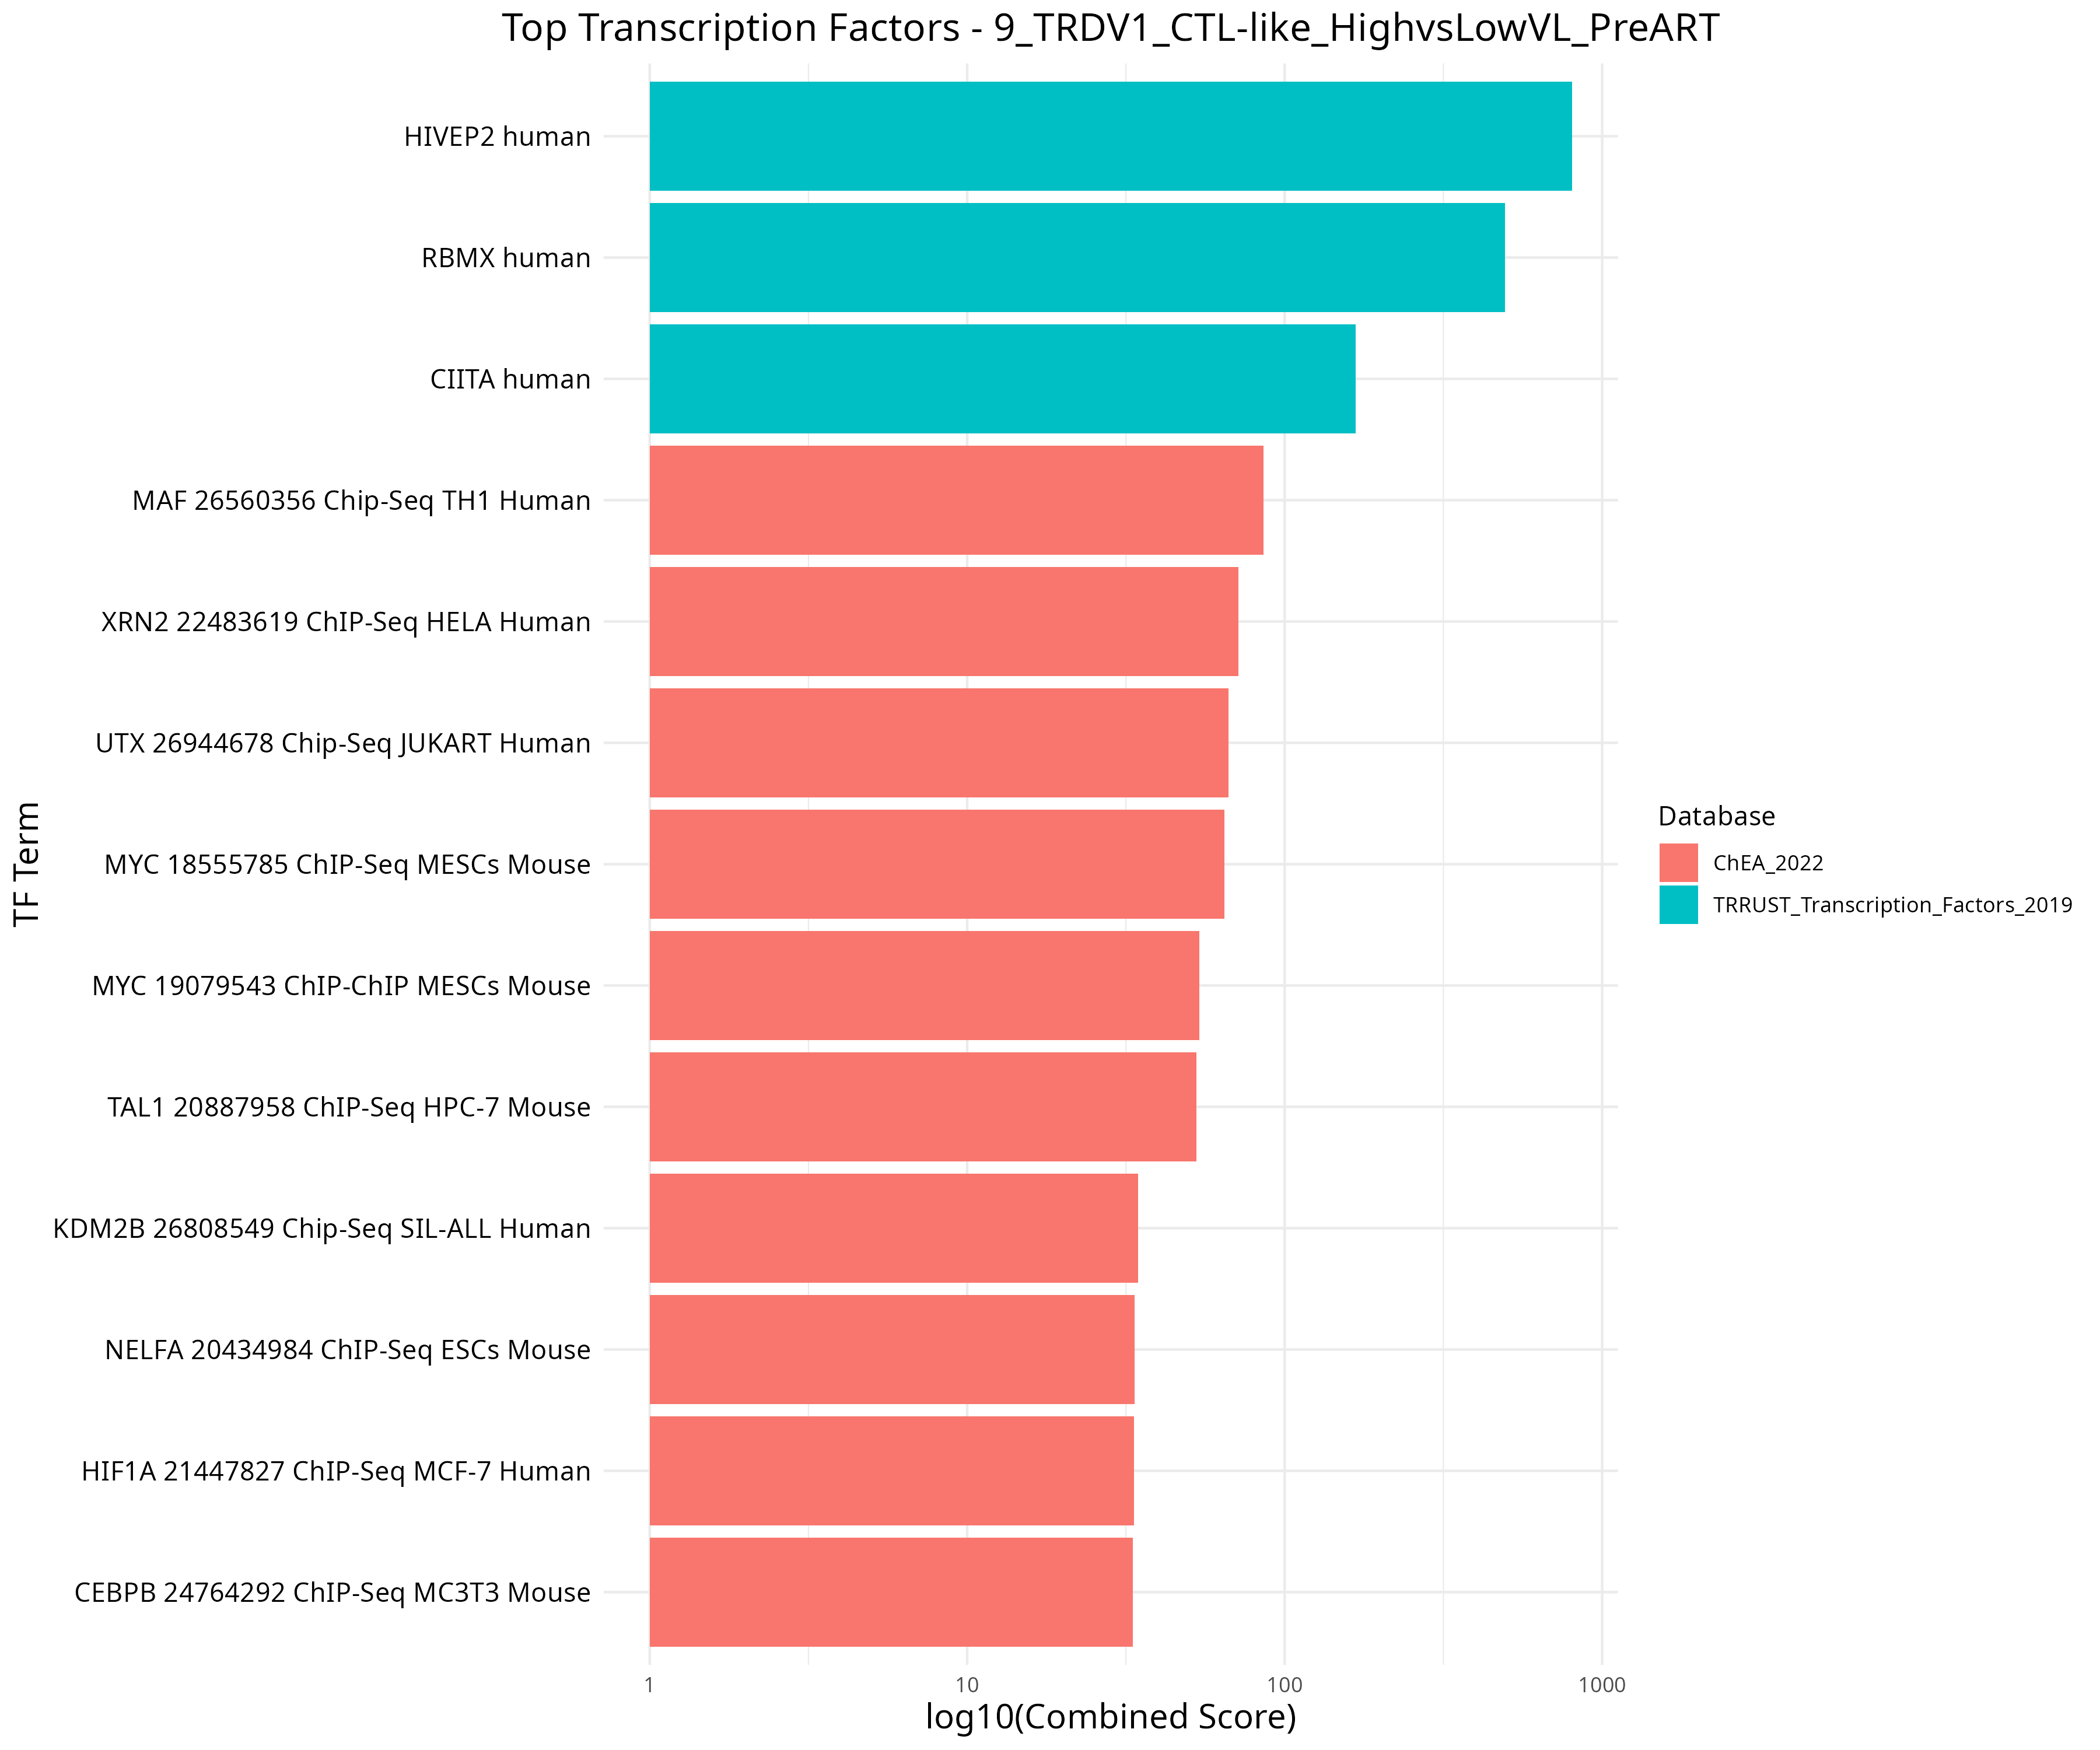 Top Transcription Factors - 9_TRDV1_CTL-like_HighvsLowVL_PreART
TF Term
HIVEP2 human
RBMX human
CIITA human
MAF 26560356 Chip-Seq TH1 Human
XRN2 22483619 ChIP-Seq HELA Human
UTX 26944678 Chip-Seq JUKART Human
MYC 18555785 ChIP-Seq MESCs Mouse
MYC 19079543 ChIP-ChIP MESCs Mouse
TAL1 20887958 ChIP-Seq HPC-7 Mouse
KDM2B 26808549 Chip-Seq SIL-ALL Human
NELFA 20434984 ChIP-Seq ESCs Mouse
HIF1A 21447827 ChIP-Seq MCF-7 Human
CEBPB 24764292 ChIP-Seq MC3T3 Mouse
1 10 100 1000
log10(Combined Score)
Database
ChEA_2022
TRRUST_Transcription_Factors_2019